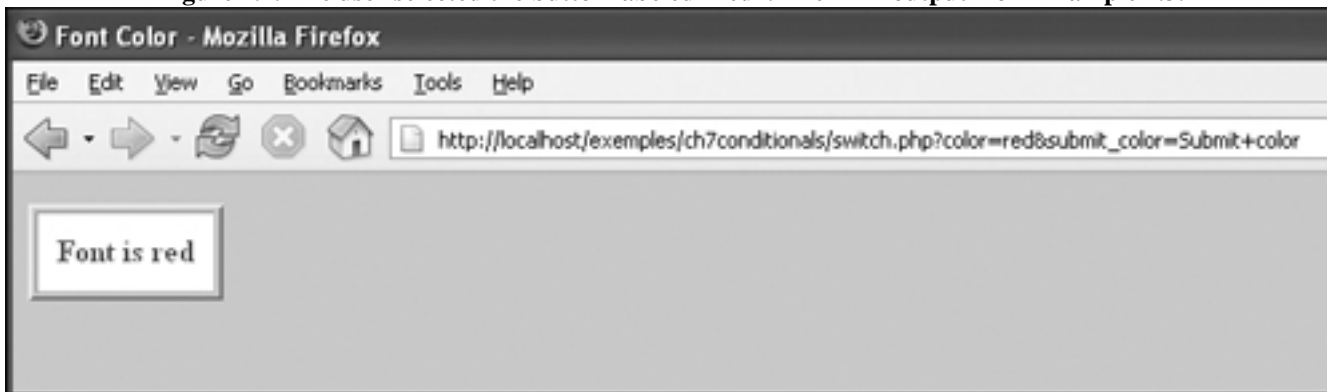 Font Color - Mozilla Firefox
File Edit View Go Bookmarks Tools Help
http://localhost/exemples/ch7conditionals/switch.php?color=red&submit_color=Submit+color
Font is red